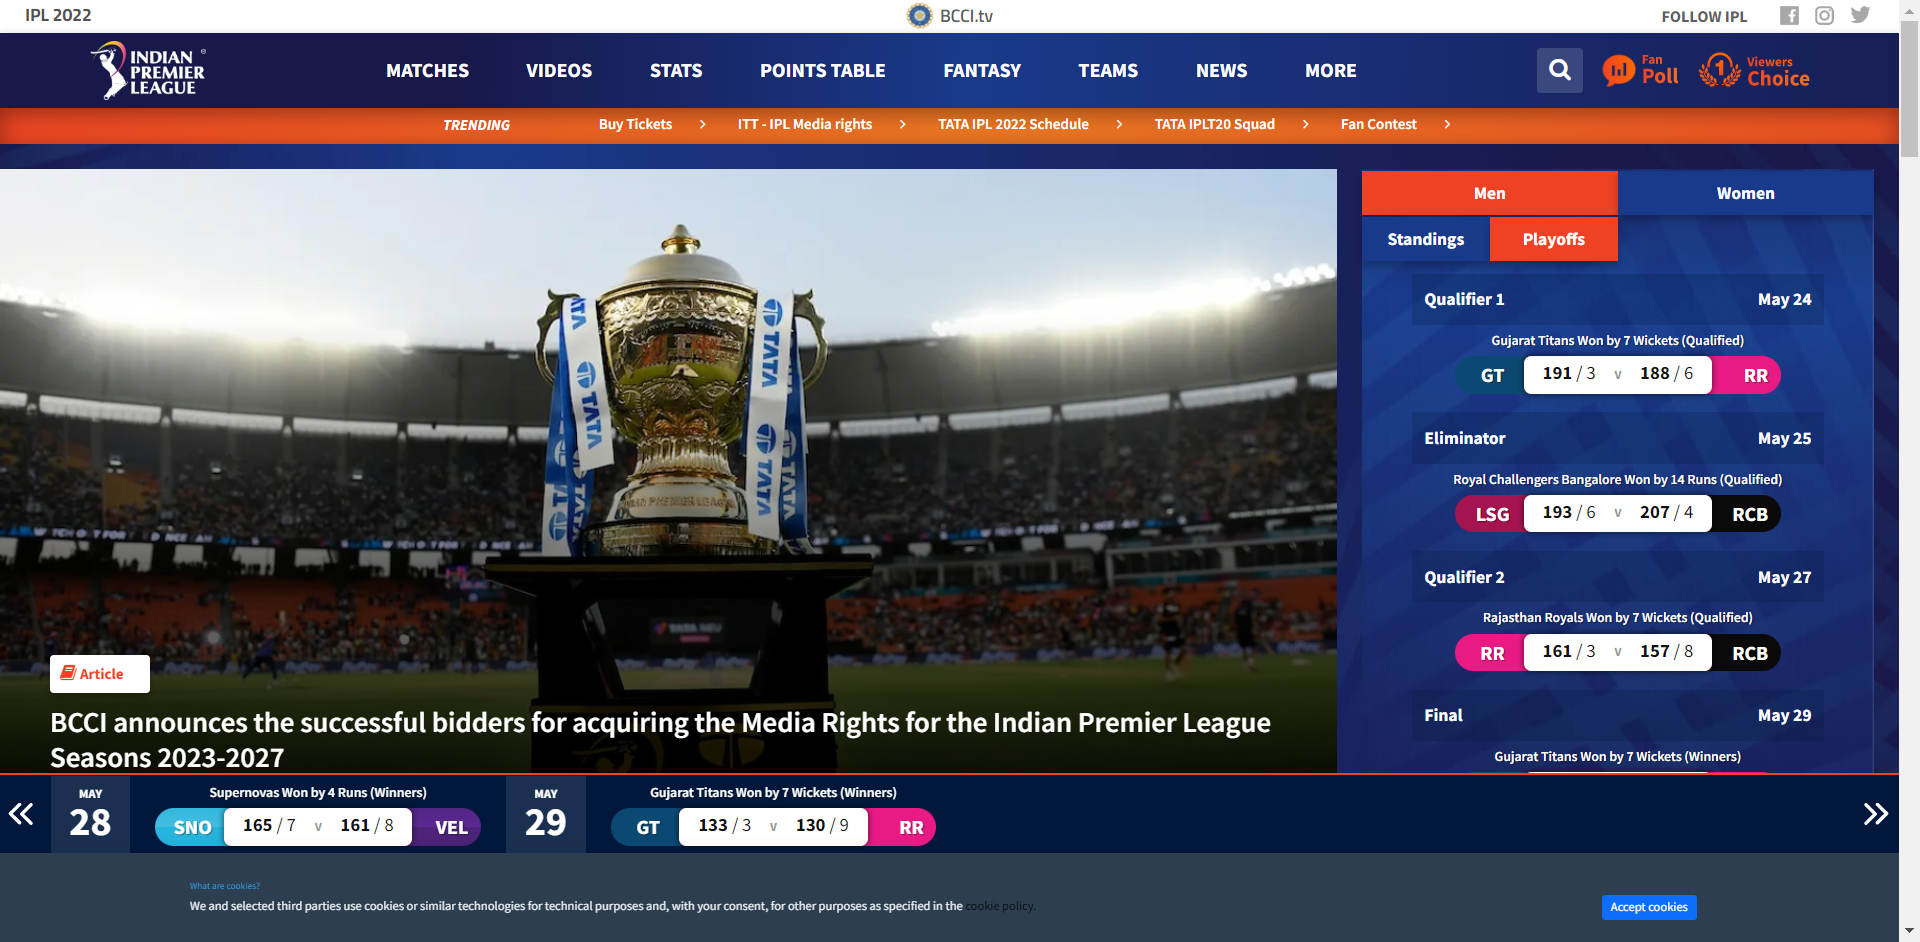 IPL 2022
BCCI.tv
FOLLOW IPL
INDIAN
PREMIER
LEAGUE
MATCHES
VIDEOS
STATS
POINTS TABLE
FANTASY
TEAMS
NEWS
MORE
Fan
Poll
1
Viewers
Choice
TRENDING
Buy Tickets
ITT - IPL Media rights
TATA IPL 2022 Schedule
TATA IPLT20 Squad
Fan Contest
TATA
TATA
TATA
TATA
INDIAN PREMIER LEAGUE
Article
BCCI announces the successful bidders for acquiring the Media Rights for the Indian Premier League
Seasons 2023-2027
Men
Women
Standings
Playoffs
Qualifier 1
May 24
Gujarat Titans Won by 7 Wickets (Qualified)
GT 191 / 3 v 188 / 6 RR
Eliminator
May 25
Royal Challengers Bangalore Won by 14 Runs (Qualified)
LSG 193 / 6 v 207 / 4 RCB
Qualifier 2
May 27
Rajasthan Royals Won by 7 Wickets (Qualified)
RR 161 / 3 v 157 / 8 RCB
Final
May 29
Gujarat Titans Won by 7 Wickets (Winners)
MAY
28
Supernovas Won by 4 Runs (Winners)
SNO 165 / 7 v 161 / 8 VEL
MAY
29
Gujarat Titans Won by 7 Wickets (Winners)
GT 133 / 3 v 130 / 9 RR
What are cookies?
We and selected third parties use cookies or similar technologies for technical purposes and, with your consent, for other purposes as specified in the cookie policy.
Accept cookies